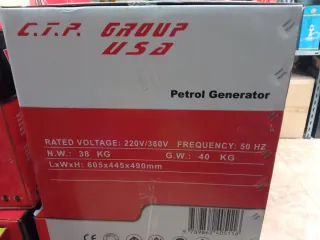 C.T.P. GROUP
USA
Petrol Generator
RATED VOLTAGE: 220V/380V FREQUENCY: 50 HZ
N.W.: 38 KG G.W.: 40 KG
LxWxH: 605x445x490mm